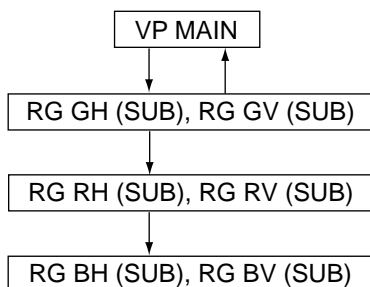 VP MAIN
RG GH (SUB), RG GV (SUB)
RG RH (SUB), RG RV (SUB)
RG BH (SUB), RG BV (SUB)